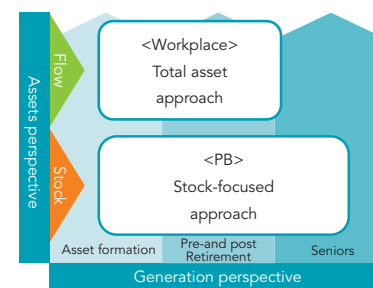 Assets perspective
Flow
<Workplace>
Total asset
approach
Stock
<PB>
Stock-focused
approach
Asset formation
Pre-and post
Retirement
Seniors
Generation perspective